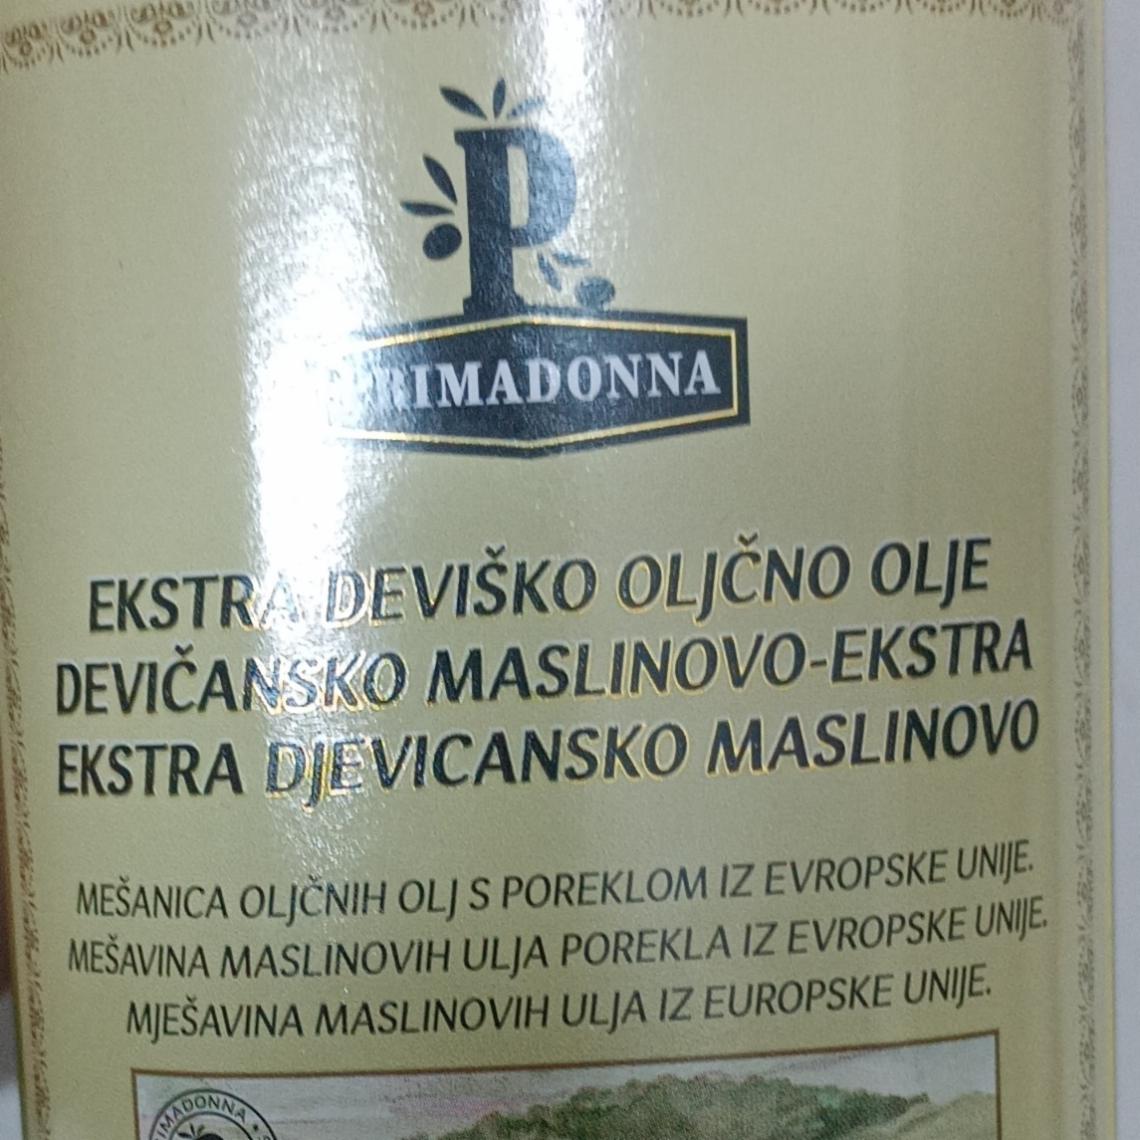 P
PRIMADONNA
EKSTRA DEVIŠKO OLJČNO OLJE
DEVIČANSKO MASLINOVO-EKSTRA
EKSTRA DJEVICANSKO MASLINOVO
MEŠANICA OLJČNIH OLJ S POREKLOM IZ EVROPSKE UNIJE.
MEŠAVINA MASLINOVIH ULJA POREKLA IZ EVROPSKE UNIJE.
MJEŠAVINA MASLINOVIH ULJA IZ EUROPSKE UNIJE.
PRIMADONNA •